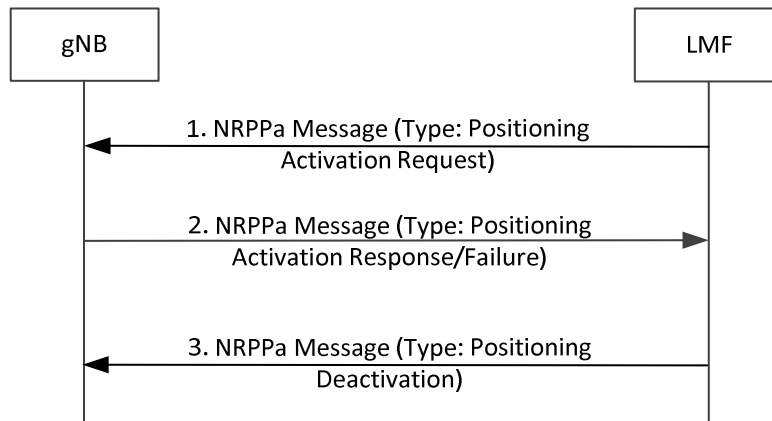 gNB
LMF
1. NRPPa Message (Type: Positioning
Activation Request)
2. NRPPa Message (Type: Positioning
Activation Response/Failure)
3. NRPPa Message (Type: Positioning
Deactivation)